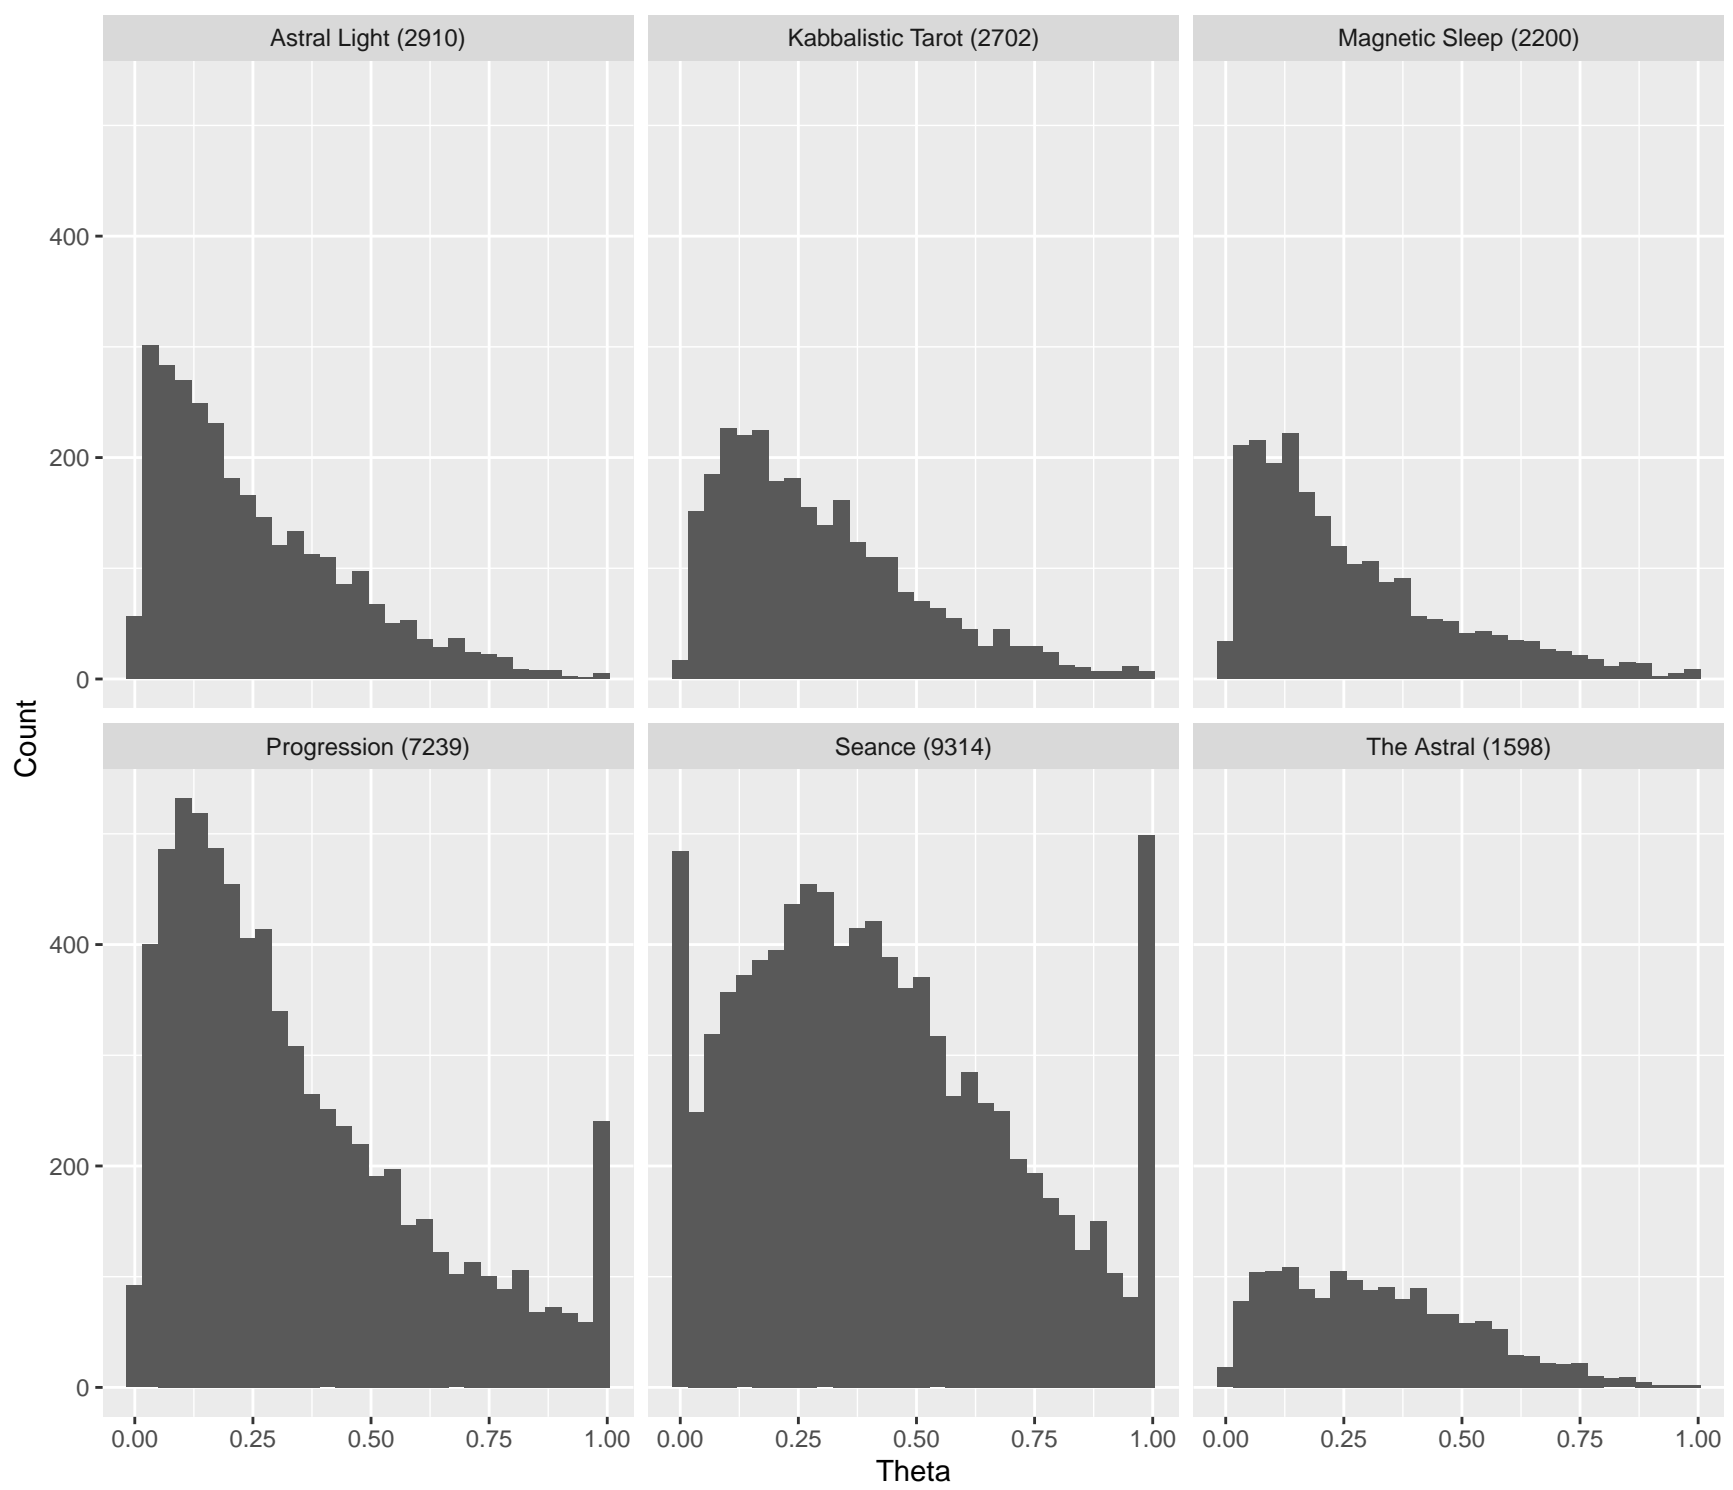 Astral Light (2910)
Kabbalistic Tarot (2702)
Magnetic Sleep (2200)
400
200
0
Count
Progression (7239)
Seance (9314)
The Astral (1598)
400
200
0
0.00 0.25 0.50 0.75 1.00
0.00 0.25 0.50 0.75 1.00
0.00 0.25 0.50 0.75 1.00
Theta